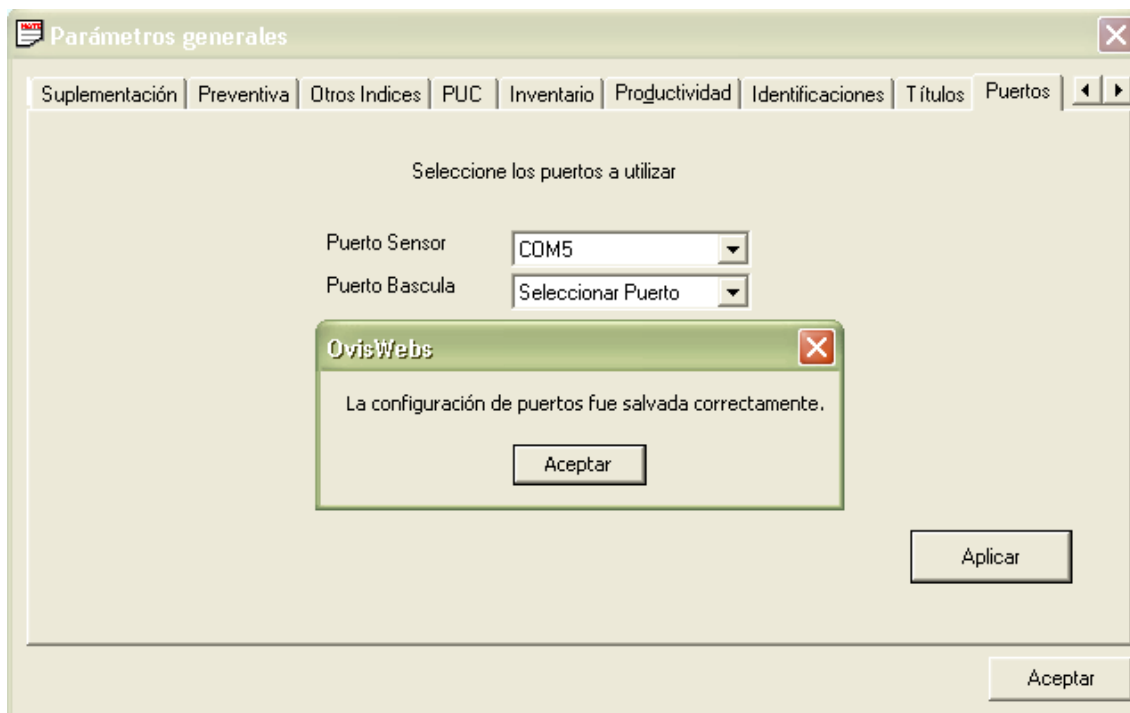 Parámetros generales
Suplementación Preventiva Otros Indices PUC Inventario Productividad Identificaciones Títulos Puertos
Seleccione los puertos a utilizar
Puerto Sensor COM5
Puerto Bascula Seleccionar Puerto
OvisWebs
La configuración de puertos fue salvada correctamente.
Aceptar
Aplicar
Aceptar